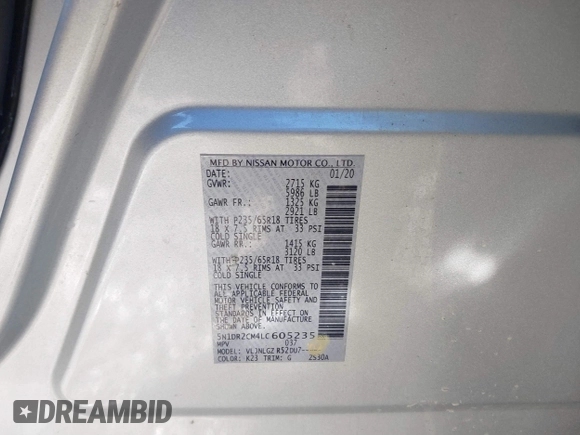 MFD BY NISSAN MOTOR CO., LTD
DATE: 01/20
GVWR: 2715 KG
5986 LB
GAWR FR.: 1325 KG
2921 LB
WITH P235/65R18 TIRES
18 X 7.5 RIMS AT 33 PSI
COLD SINGLE
GAWR RR.: 1415 KG
3120 LB
WITH P235/65R18 TIRES
18 X 7.5 RIMS AT 33 PSI
COLD SINGLE
THIS VEHICLE CONFORMS TO
ALL APPLICABLE FEDERAL
MOTOR VEHICLE SAFETY AND
THEFT PREVENTION
STANDARDS IN EFFECT ON
THE DATE OF MANUFACTURE
SHOWN ABOVE.
5N1DR2CM4LC605235
MPV 037
MODEL: R52DU7-
COLOR: K23 TRIM: G 2530A
DREAMBID